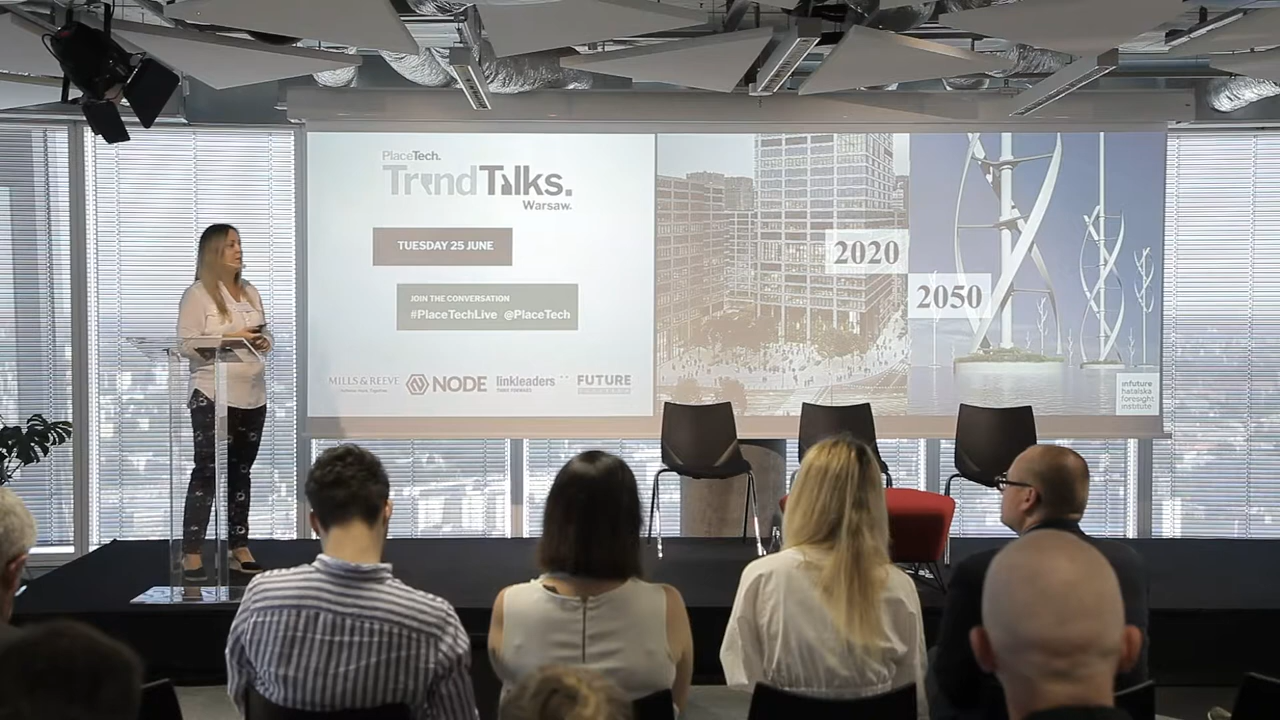 PlaceTech.
TrendTalks.
Warsaw.
TUESDAY 25 JUNE
JOIN THE CONVERSATION
#PlaceTechLive @PlaceTech
MILLS & REEVE
NODE
linkleaders
FUTURE
2020
2050
infuture
hatalska
foresight
institute